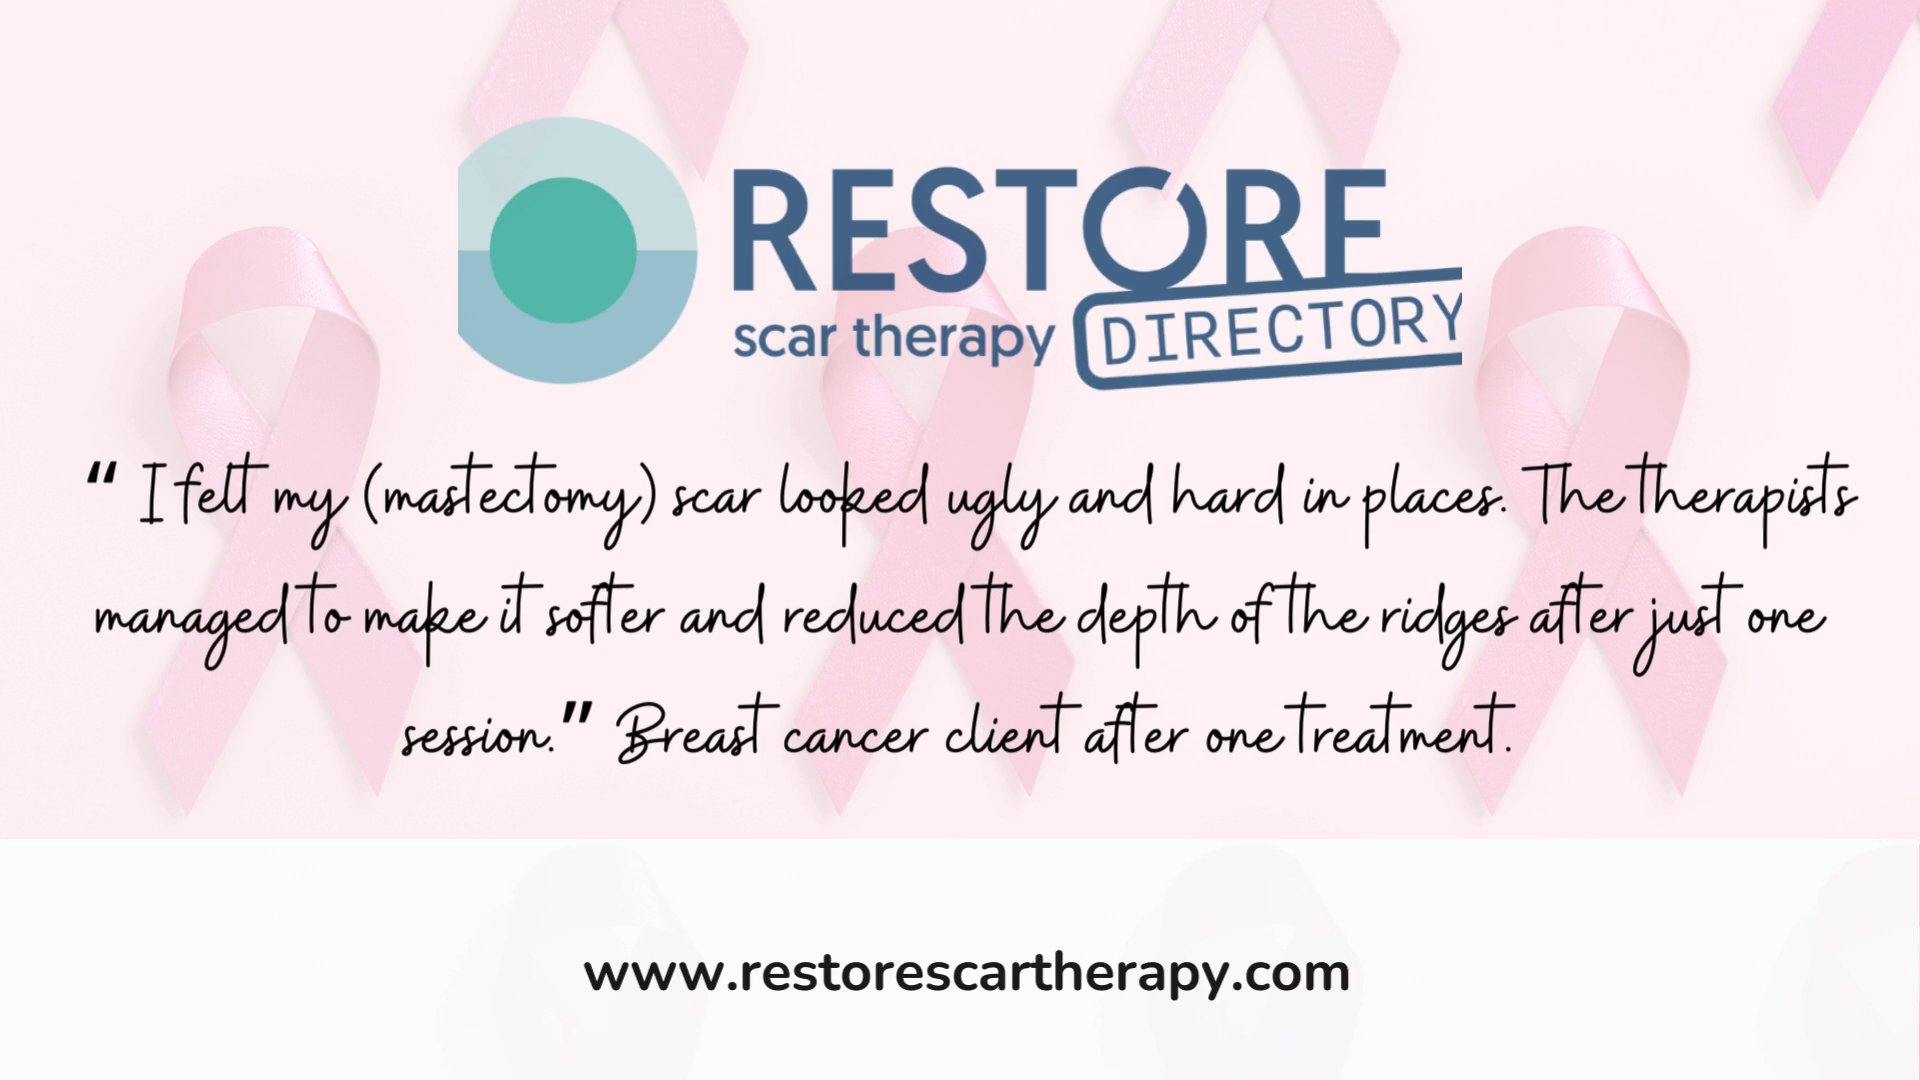 RESTORE
scar therapy DIRECTORY
“ I felt my (mastectomy) scar looked ugly and hard in places. The therapists
managed to make it softer and reduced the depth of the ridges after just one
session.” Breast cancer client after one treatment.
www.restorescartherapy.com